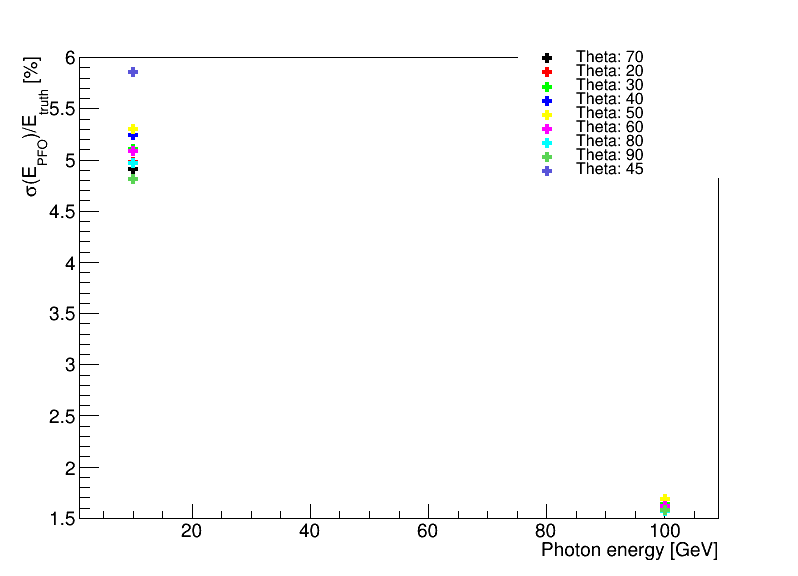 σ(E_PFO)/E_truth [%]
6
5.5
5
4.5
4
3.5
3
2.5
2
1.5
20 40 60 80 100
Photon energy [GeV]
Theta: 70
Theta: 20
Theta: 30
Theta: 40
Theta: 50
Theta: 60
Theta: 80
Theta: 90
Theta: 45